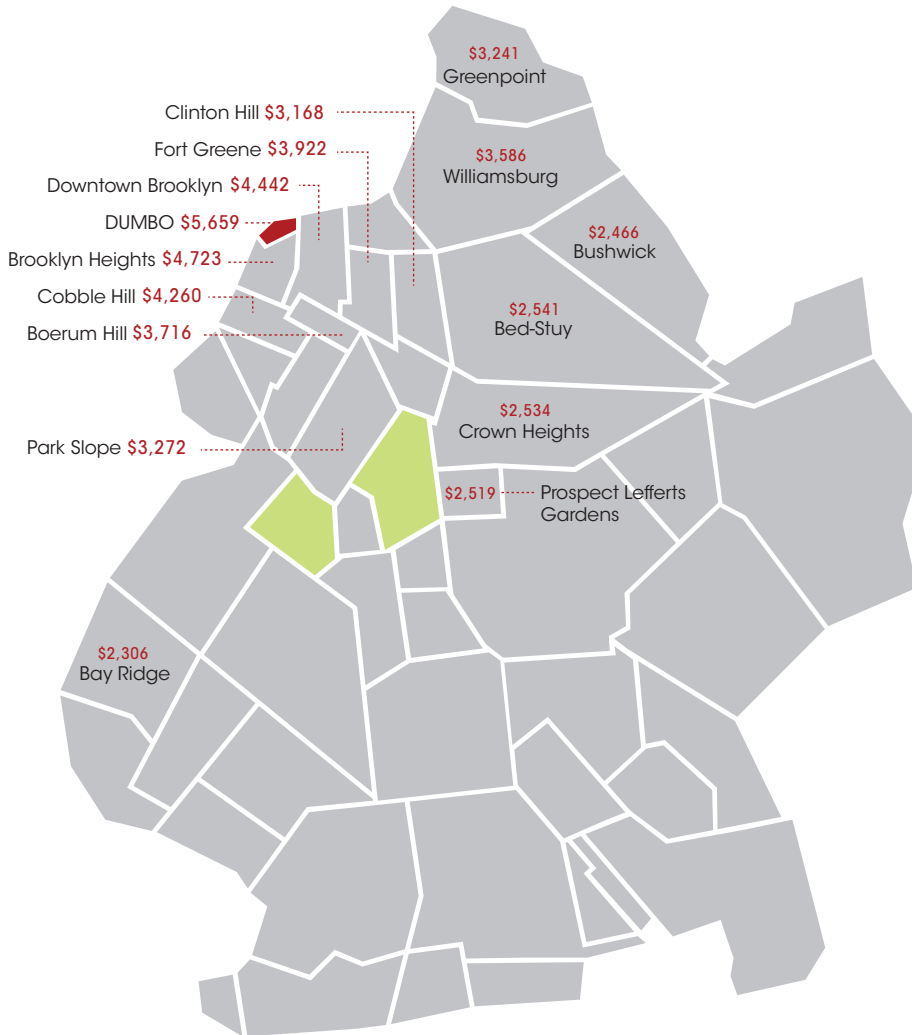 $3,241
Greenpoint
Clinton Hill $3,168
Fort Greene $3,922
$3,586
Williamsburg
Downtown Brooklyn $4,442
DUMBO $5,659
$2,466
Bushwick
Brooklyn Heights $4,723
Cobble Hill $4,260
$2,541
Bed-Stuy
Boerum Hill $3,716
$2,534
Crown Heights
Park Slope $3,272
$2,519 Prospect Lefferts
Gardens
$2,306
Bay Ridge